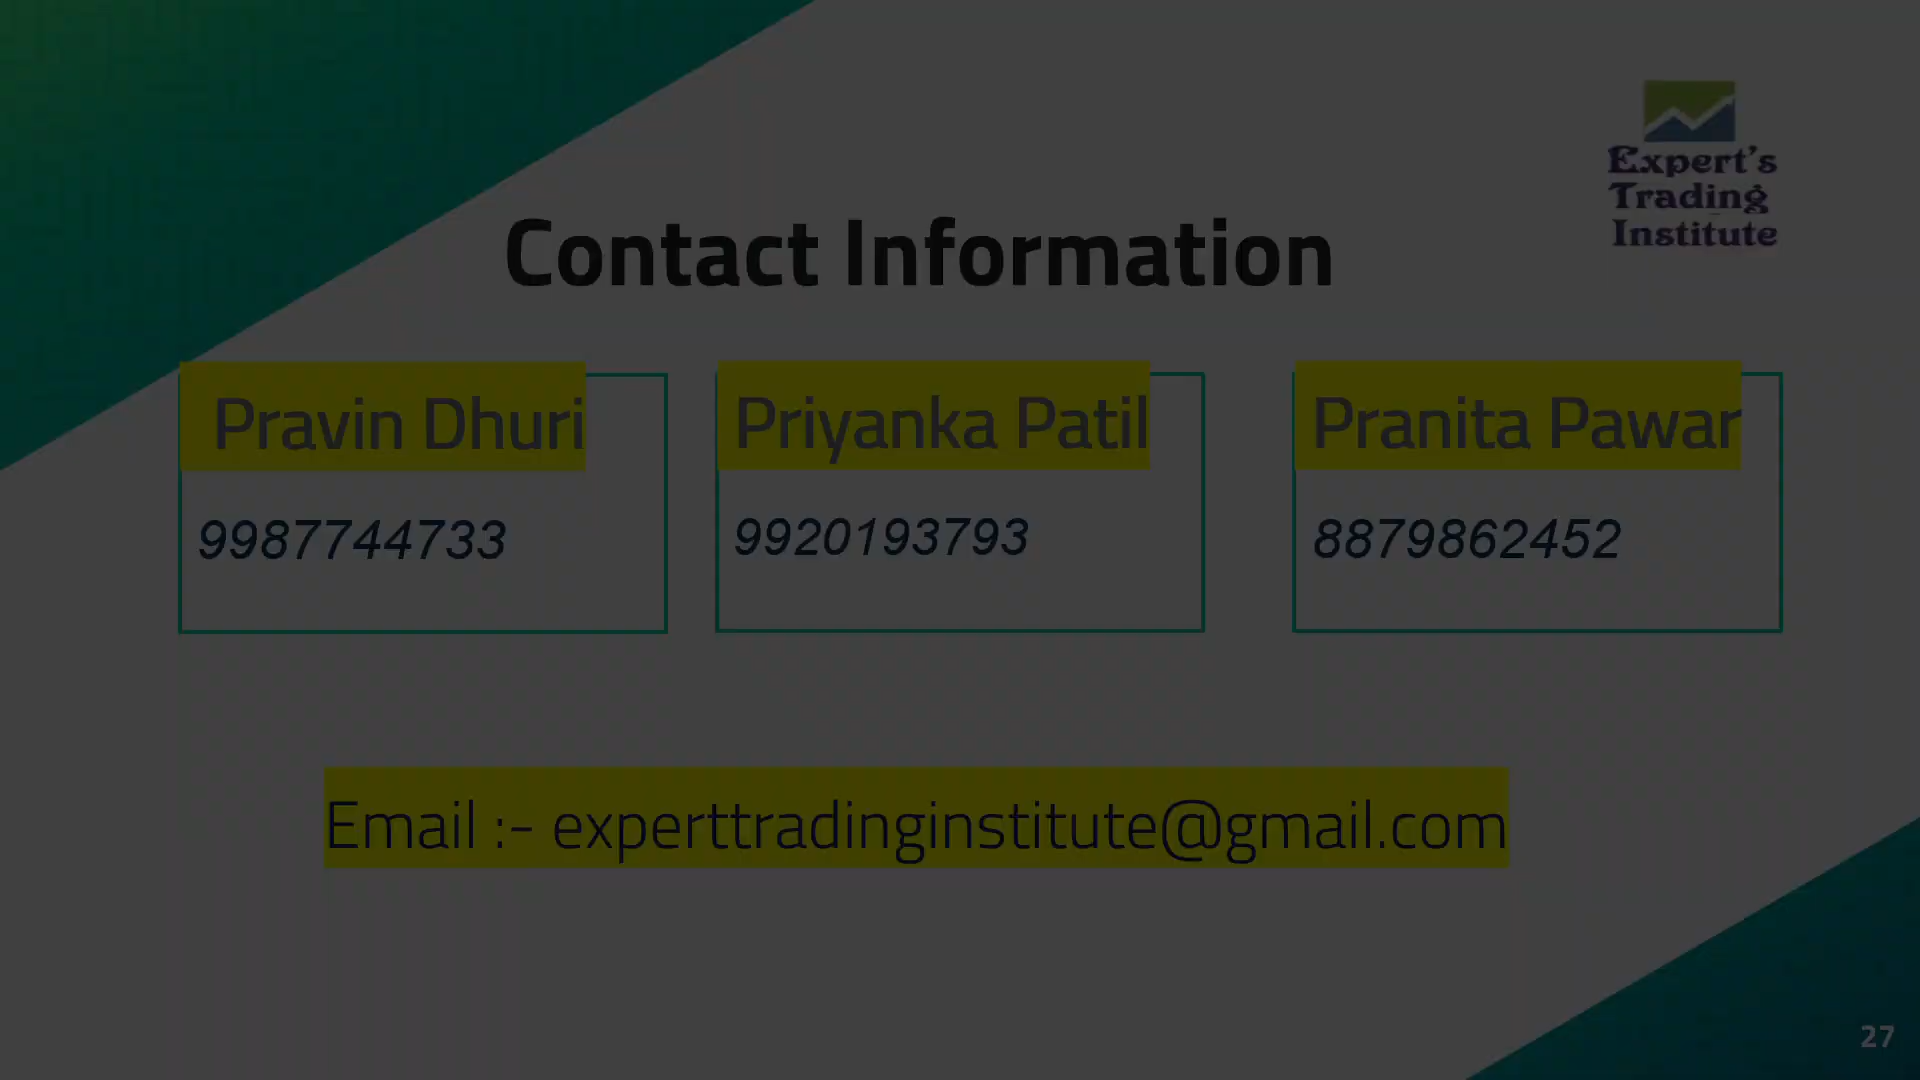 Expert's
Trading
Institute
Contact Information
Pravin Dhuri
9987744733
Priyanka Patil
9920193793
Pranita Pawar
8879862452
Email :- experttradinginstitute@gmail.com
27